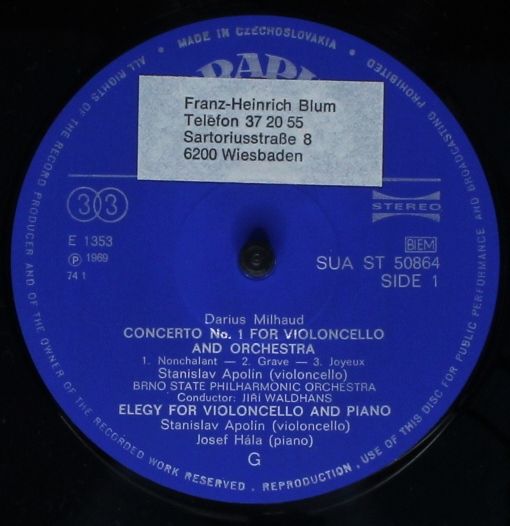 MADE IN CZECHOSLOVAKIA
Franz-Heinrich Blum
Telefon 37 20 55
Sartoriusstraße 8
6200 Wiesbaden
33
STEREO
E 1353
Ⓟ 1969
74 1
BIEM
SUA ST 50864
SIDE 1
Darius Milhaud
CONCERTO No. 1 FOR VIOLONCELLO
AND ORCHESTRA
1. Nonchalant — 2. Grave — 3. Joyeux
Stanislav Apolín (violoncello)
BRNO STATE PHILHARMONIC ORCHESTRA
Conductor: JIŘÍ WALDHANS
ELEGY FOR VIOLONCELLO AND PIANO
Stanislav Apolín (violoncello)
Josef Hála (piano)
G
ALL RIGHTS OF THE RECORD PRODUCER AND OF THE OWNER OF THE RECORDED WORK RESERVED . REPRODUCTION , USE OF THIS DISC FOR PUBLIC PERFORMANCE AND BROADCASTING PROHIBITED